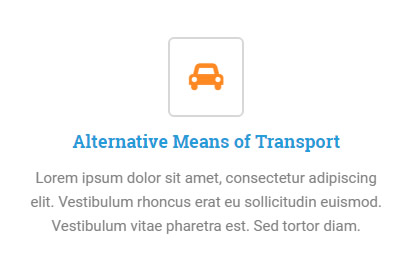 Alternative Means of Transport
Lorem ipsum dolor sit amet, consectetur adipiscing
elit. Vestibulum rhoncus erat eu sollicitudin euismod.
Vestibulum vitae pharetra est. Sed tortor diam.